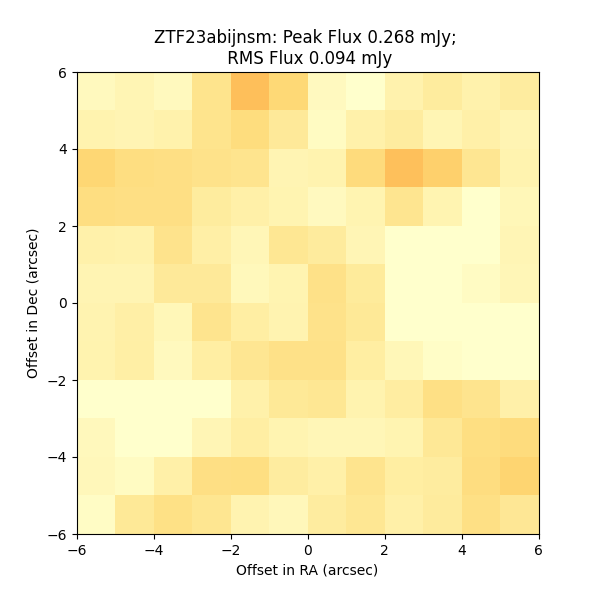 ZTF23abijnsm: Peak Flux 0.268 mJy;
RMS Flux 0.094 mJy
6
4
2
0
−2
−4
−6
Offset in Dec (arcsec)
−6 −4 −2 0 2 4 6
Offset in RA (arcsec)